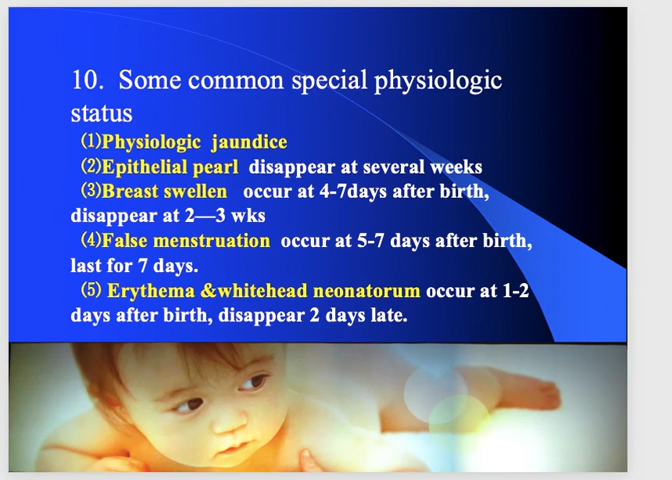 10. Some common special physiologic
status
(1)Physiologic jaundice
(2)Epithelial pearl disappear at several weeks
(3)Breast swellen occur at 4-7days after birth,
disappear at 2—3 wks
(4)False menstruation occur at 5-7 days after birth,
last for 7 days.
(5) Erythema &whitehead neonatorum occur at 1-2
days after birth, disappear 2 days late.